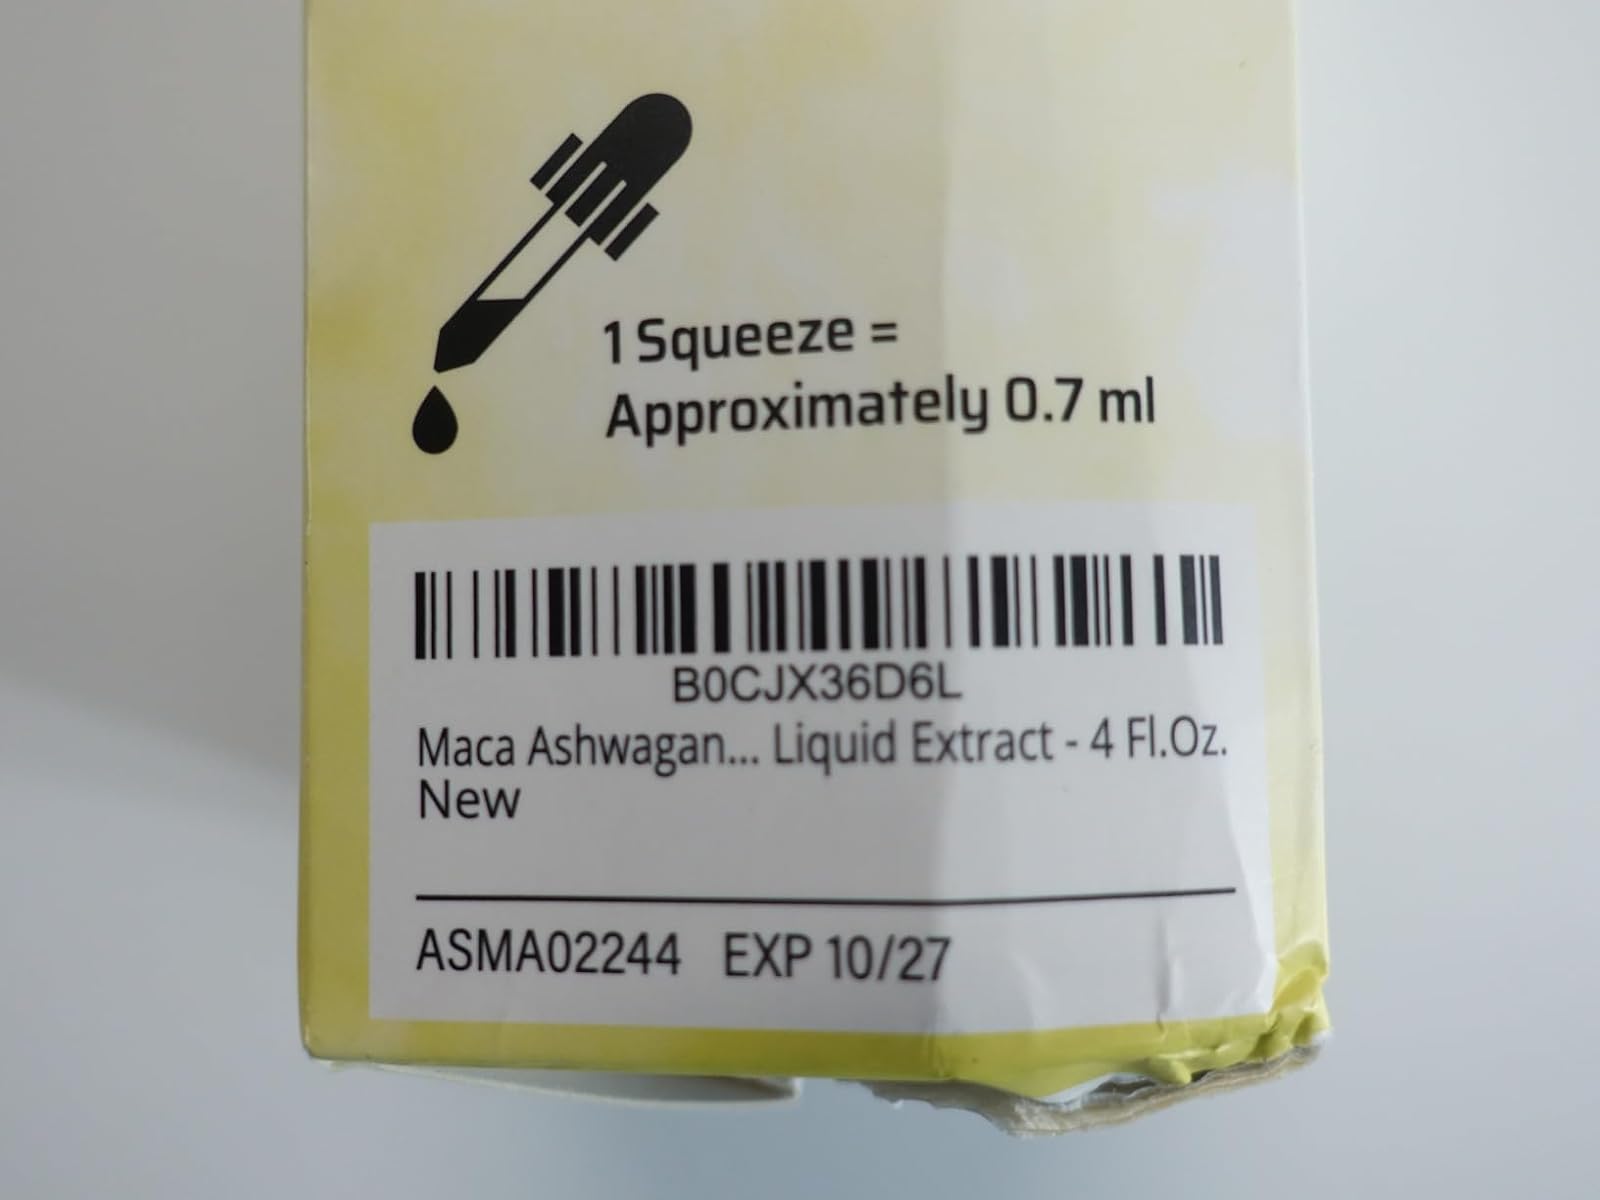 1 Squeeze =
Approximately 0.7 ml
B0CJX36D6L
Maca Ashwagan... Liquid Extract - 4 Fl.Oz.
New
ASMA02244 EXP 10/27